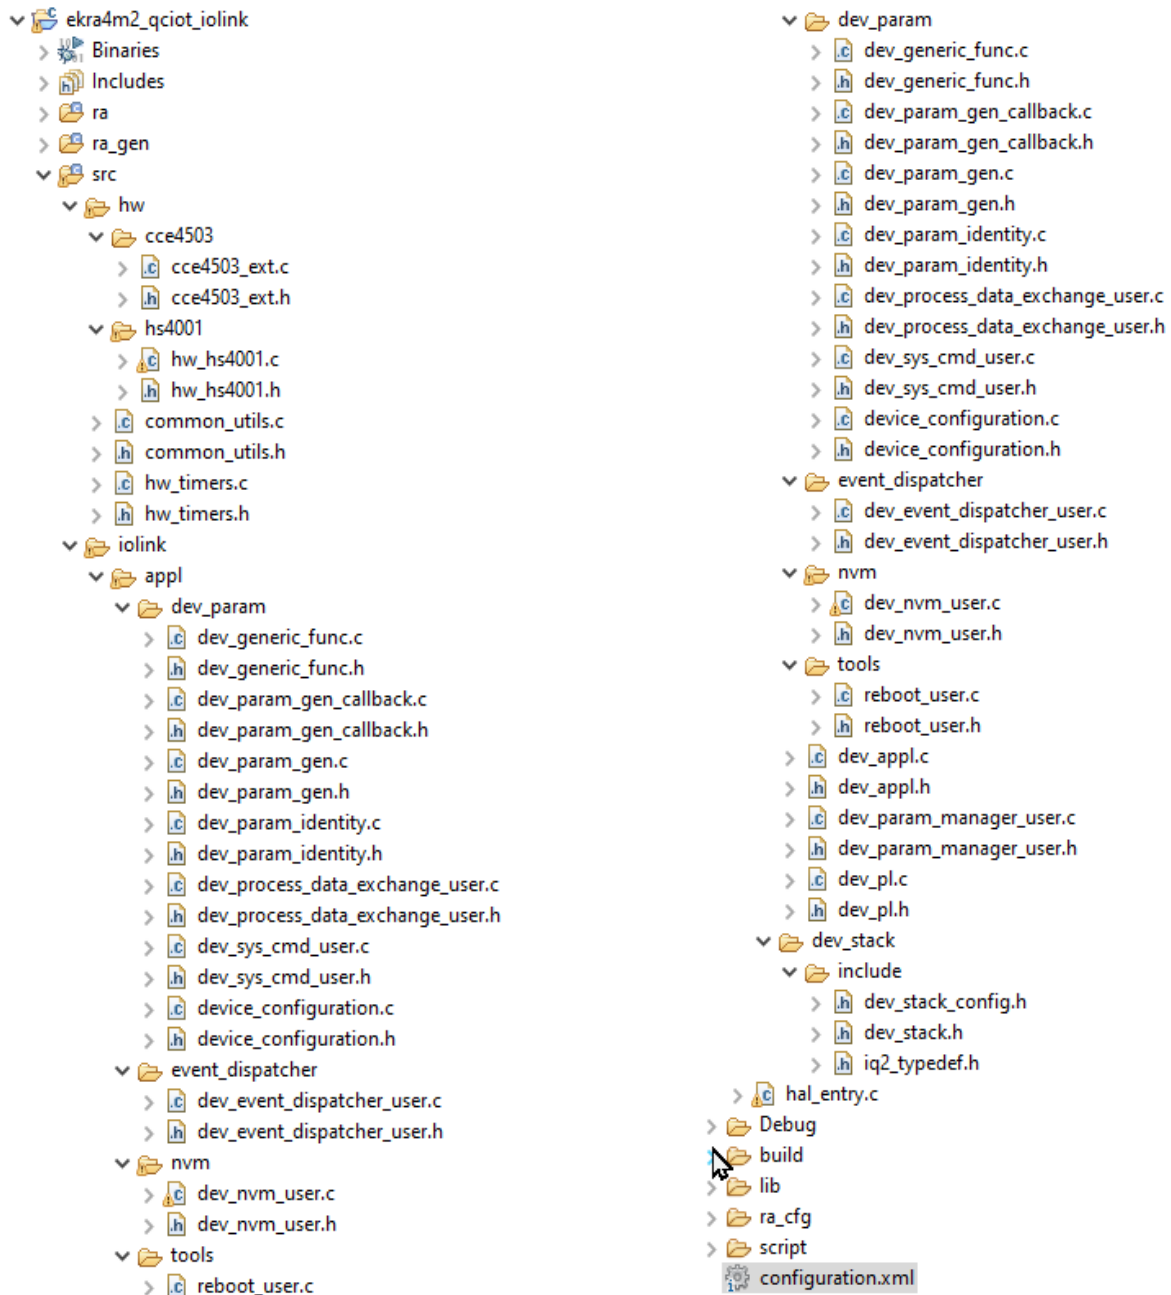 ekra4m2_qciot_iolink
Binaries
Includes
ra
ra_gen
src
hw
cce4503
cce4503_ext.c
cce4503_ext.h
hs4001
hw_hs4001.c
hw_hs4001.h
common_utils.c
common_utils.h
hw_timers.c
hw_timers.h
iolink
appl
dev_param
dev_generic_func.c
dev_generic_func.h
dev_param_gen_callback.c
dev_param_gen_callback.h
dev_param_gen.c
dev_param_gen.h
dev_param_identity.c
dev_param_identity.h
dev_process_data_exchange_user.c
dev_process_data_exchange_user.h
dev_sys_cmd_user.c
dev_sys_cmd_user.h
device_configuration.c
device_configuration.h
event_dispatcher
dev_event_dispatcher_user.c
dev_event_dispatcher_user.h
nvm
dev_nvm_user.c
dev_nvm_user.h
tools
reboot_user.c
dev_param
dev_generic_func.c
dev_generic_func.h
dev_param_gen_callback.c
dev_param_gen_callback.h
dev_param_gen.c
dev_param_gen.h
dev_param_identity.c
dev_param_identity.h
dev_process_data_exchange_user.c
dev_process_data_exchange_user.h
dev_sys_cmd_user.c
dev_sys_cmd_user.h
device_configuration.c
device_configuration.h
event_dispatcher
dev_event_dispatcher_user.c
dev_event_dispatcher_user.h
nvm
dev_nvm_user.c
dev_nvm_user.h
tools
reboot_user.c
reboot_user.h
dev_appl.c
dev_appl.h
dev_param_manager_user.c
dev_param_manager_user.h
dev_pl.c
dev_pl.h
dev_stack
include
dev_stack_config.h
dev_stack.h
iq2_typedef.h
hal_entry.c
Debug
build
lib
ra_cfg
script
configuration.xml